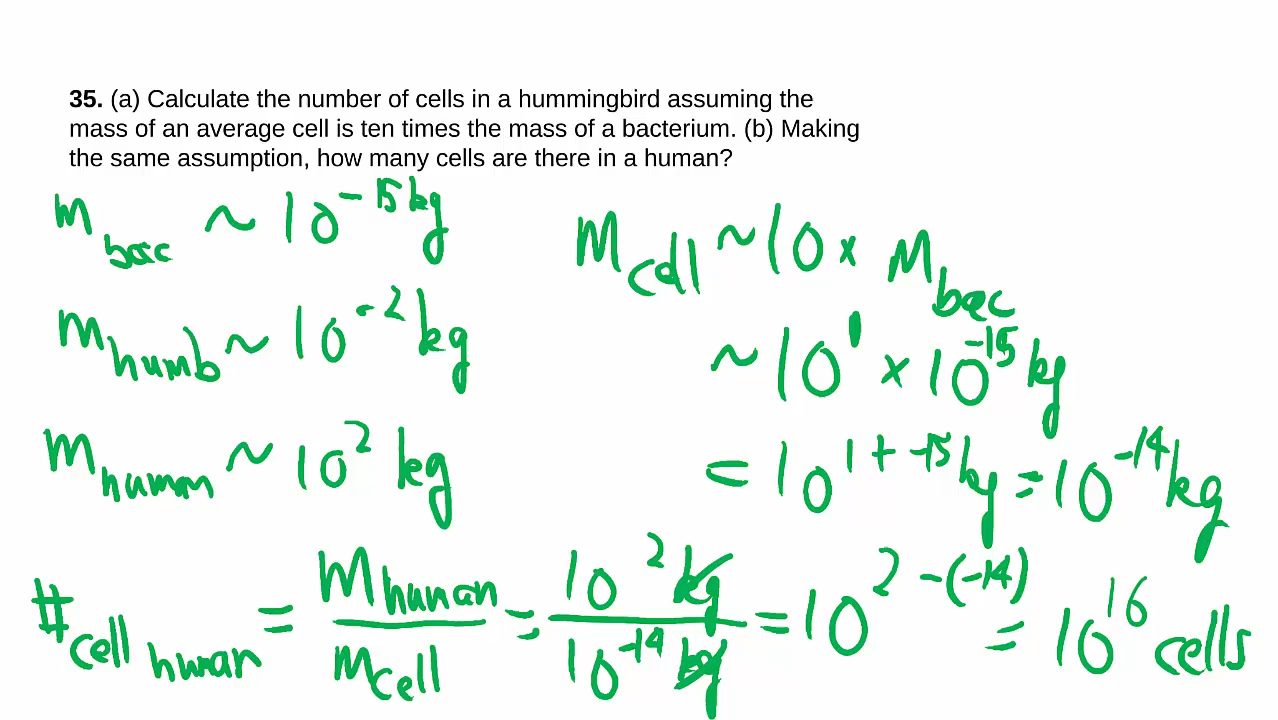 35. (a) Calculate the number of cells in a hummingbird assuming the
mass of an average cell is ten times the mass of a bacterium. (b) Making
the same assumption, how many cells are there in a human?
m_bac ~ 10^-15 kg
m_humb ~ 10^-2 kg
m_human ~ 10^2 kg
m_cell ~ 10 × m_bac
~ 10^1 × 10^-15 kg
= 10^1+-15 kg = 10^-14 kg
#cell human = m_human / m_cell = 10^2 kg / 10^-14 kg = 10^2-(-14) = 10^16 cells